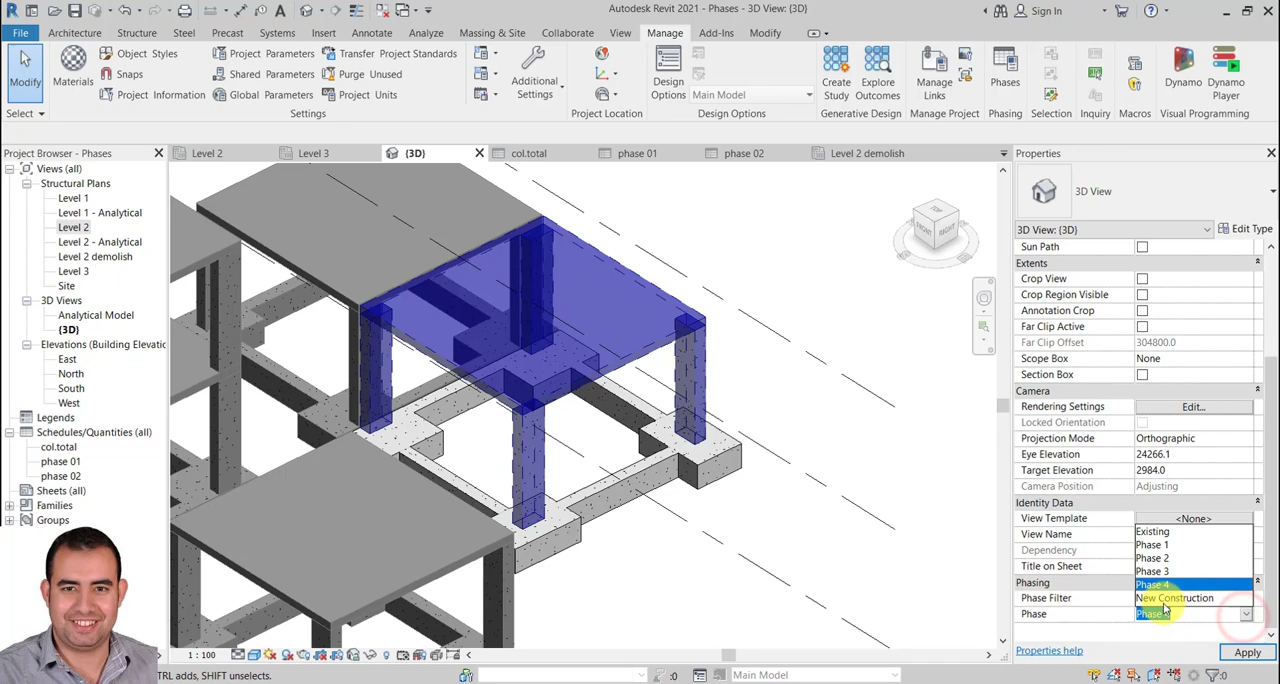 Autodesk Revit 2021 - Phases - 3D View: {3D}
Sign In
File Architecture Structure Steel Precast Systems Insert Annotate Analyze Massing & Site Collaborate View Manage Add-Ins Modify
Modify
Materials
Object Styles
Snaps
Project Information
Project Parameters
Shared Parameters
Global Parameters
Transfer Project Standards
Purge Unused
Project Units
Additional Settings
Design Options
Main Model
Create Study
Explore Outcomes
Manage Links
Phases
Dynamo
Dynamo Player
Select
Settings
Project Location
Design Options
Generative Design
Manage Project
Phasing
Selection
Inquiry
Macros
Visual Programming
Project Browser - Phases
Level 2
Level 3
{3D}
col.total
phase 01
phase 02
Level 2 demolish
Properties
Views (all)
Structural Plans
Level 1
Level 1 - Analytical
Level 2
Level 2 - Analytical
Level 2 demolish
Level 3
Site
3D Views
Analytical Model
{3D}
Elevations (Building Elevatio
East
North
South
West
Legends
Schedules/Quantities (all)
col.total
phase 01
phase 02
Sheets (all)
Families
Groups
TOP
FRONT
RIGHT
3D View
3D View: {3D}
Edit Type
Sun Path
Extents
Crop View
Crop Region Visible
Annotation Crop
Far Clip Active
Far Clip Offset 304800.0
Scope Box None
Section Box
Camera
Rendering Settings Edit...
Locked Orientation
Projection Mode Orthographic
Eye Elevation 24266.1
Target Elevation 2984.0
Camera Position Adjusting
Identity Data
View Template <None>
View Name
Dependency
Title on Sheet
Phasing
Phase Filter
Phase
Existing
Phase 1
Phase 2
Phase 3
Phase 4
New Construction
Properties help
Apply
1 : 100
TRL adds, SHIFT unselects.
:0
Main Model
:0